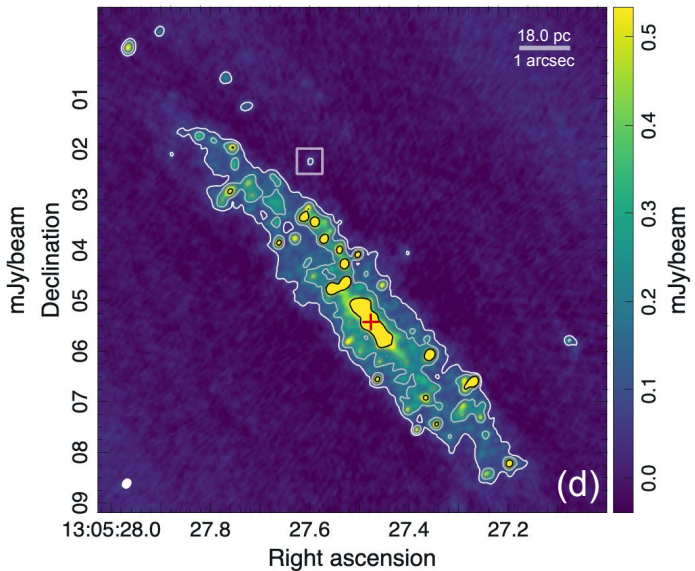 18.0 pc
1 arcsec
mJy/beam
Declination
01
02
03
04
05
06
07
08
09
(d)
13:05:28.0 27.8 27.6 27.4 27.2
Right ascension
0.5
0.4
0.3
0.2
0.1
0.0
mJy/beam